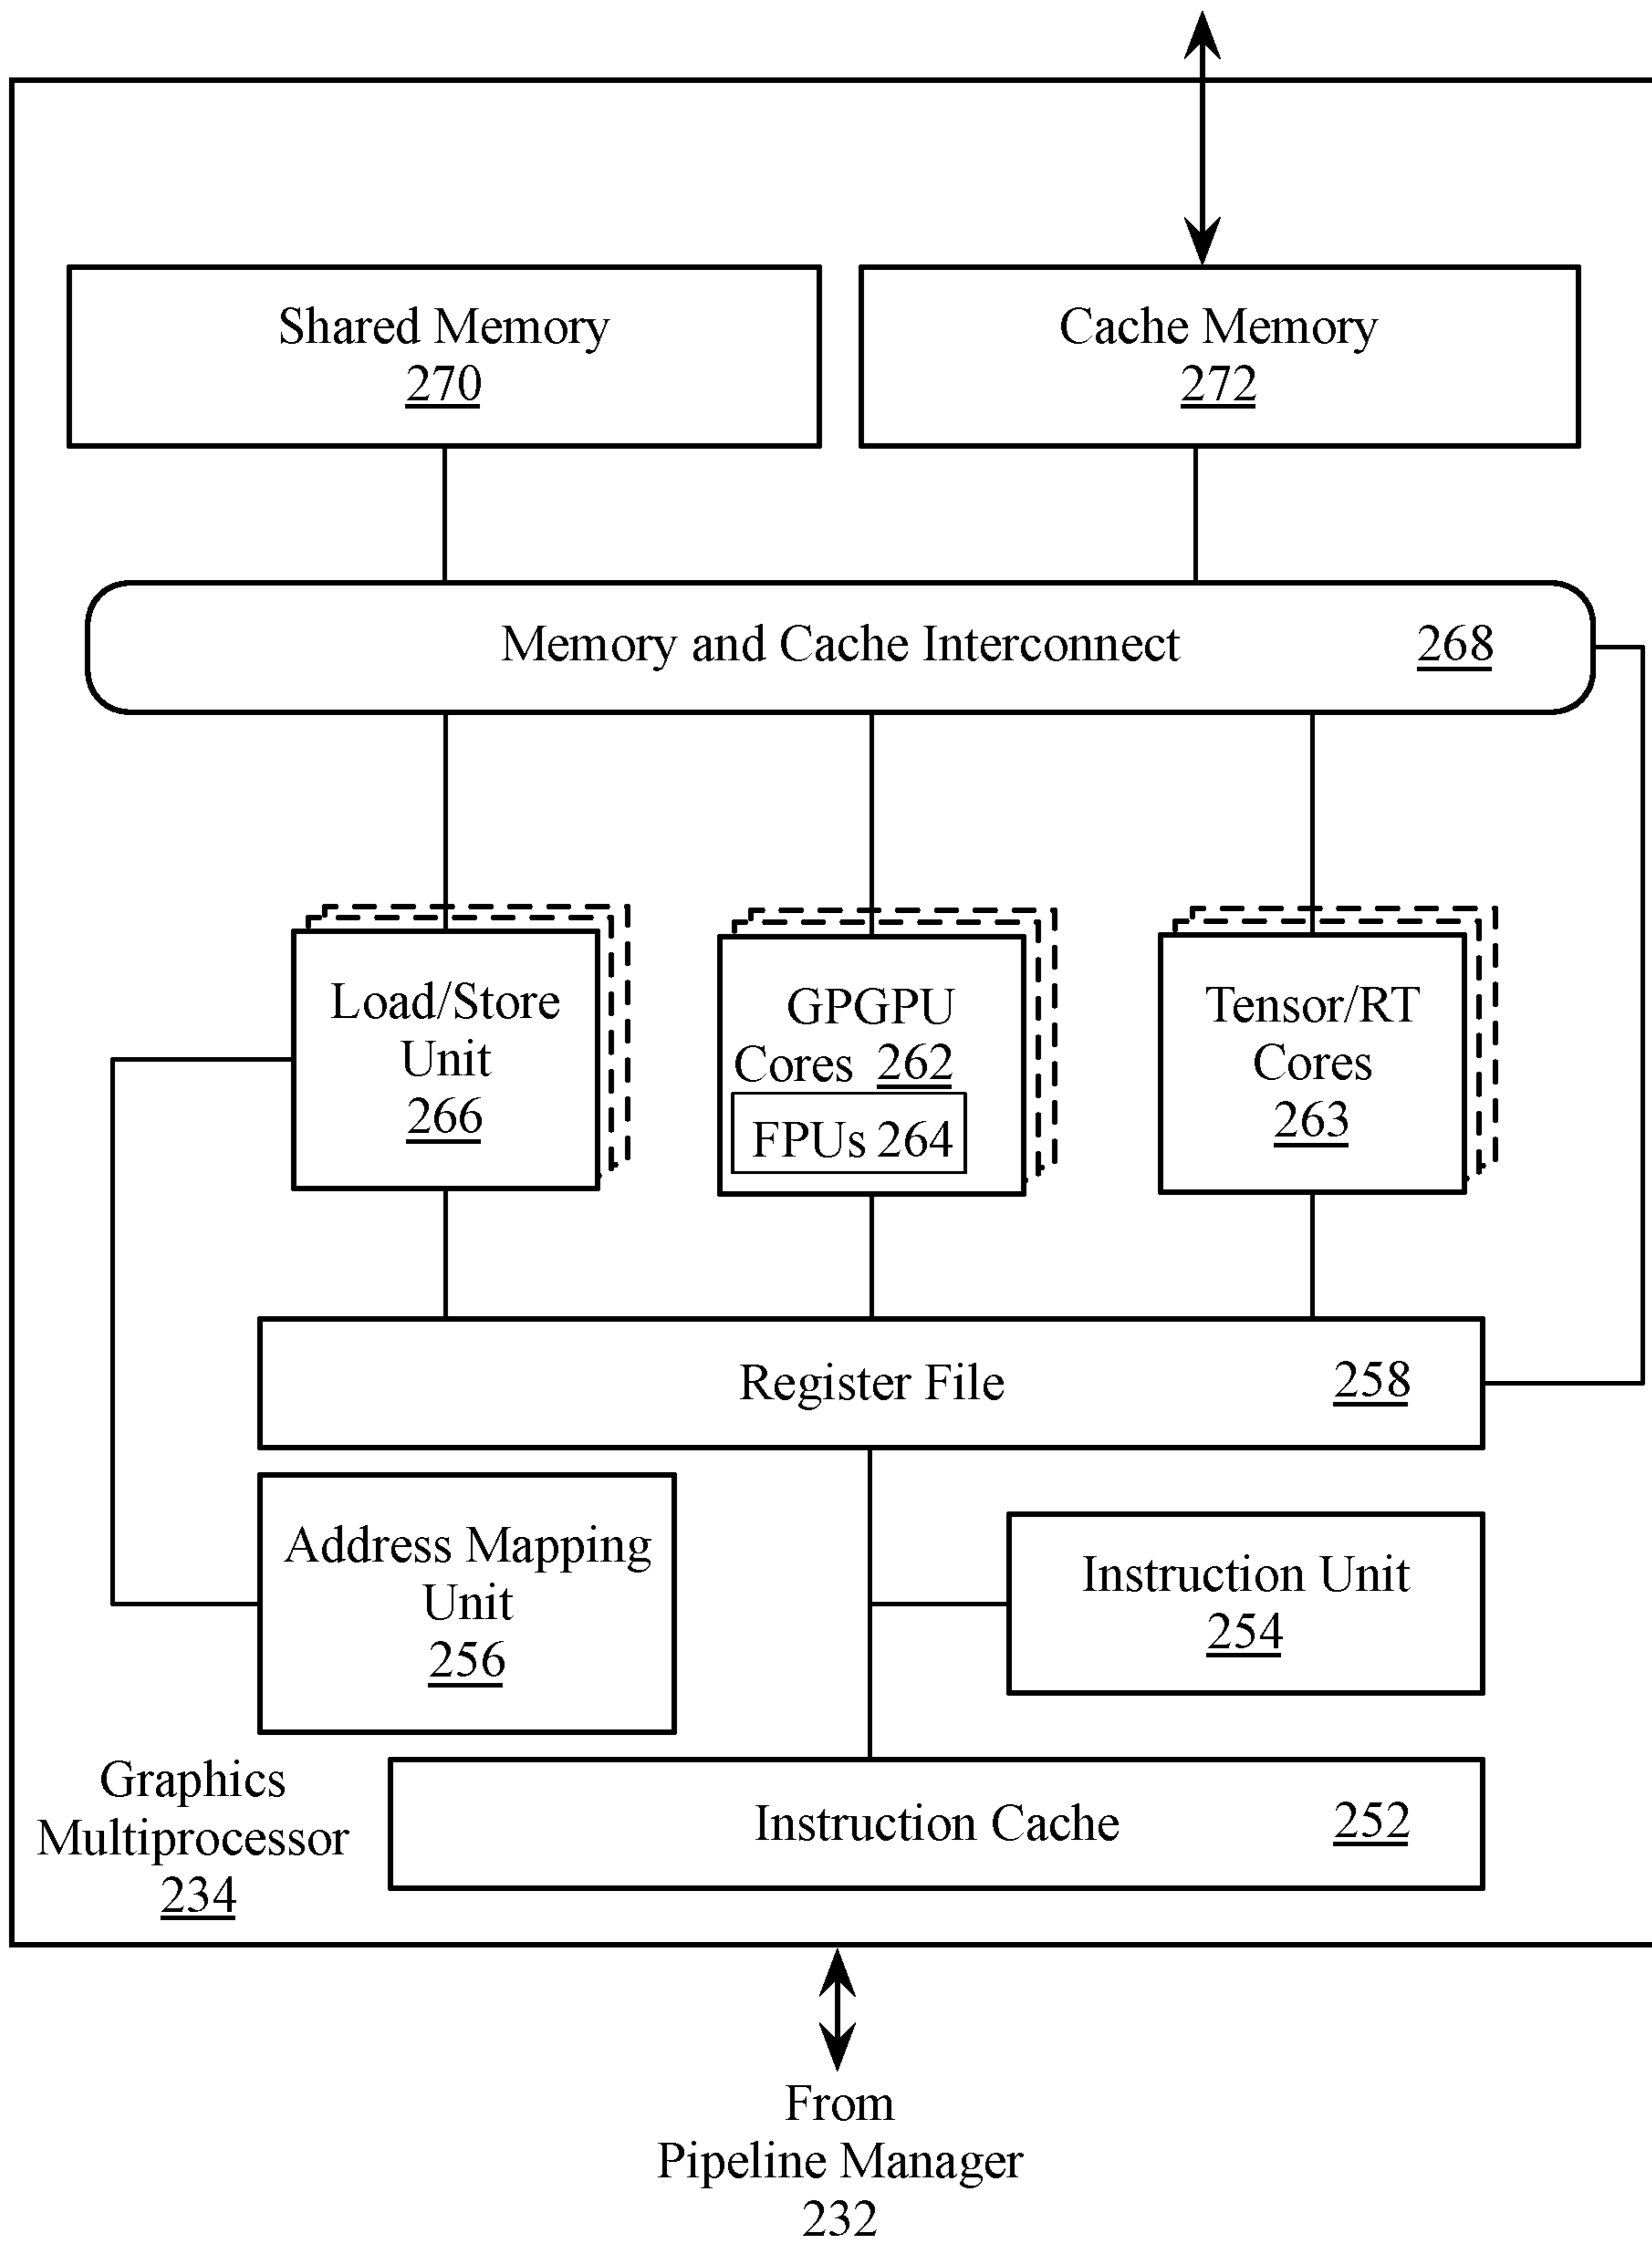 Shared Memory
270
Cache Memory
272
Memory and Cache Interconnect 268
Load/Store
Unit
266
GPGPU
Cores 262
FPUs 264
Tensor/RT
Cores
263
Register File 258
Address Mapping
Unit
256
Instruction Unit
254
Graphics
Multiprocessor
234
Instruction Cache 252
From
Pipeline Manager
232